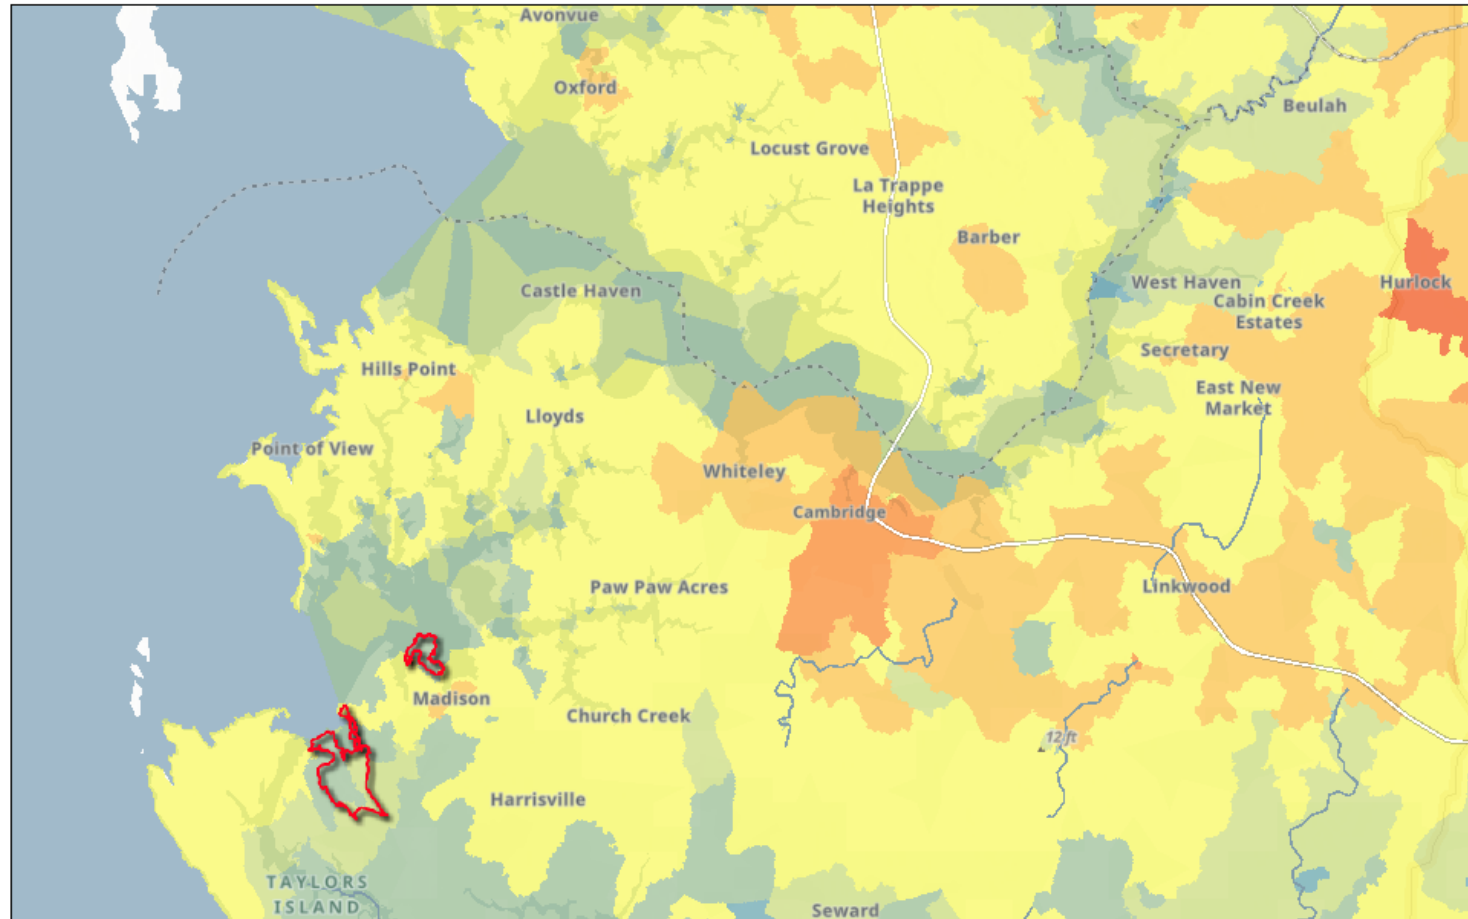 Avonvue
Oxford
Beulah
Locust Grove
La Trappe
Heights
Barber
Castle Haven
West Haven
Hurlock
Cabin Creek
Estates
Secretary
Hills Point
East New
Market
Lloyds
Point of View
Whiteley
Cambridge
Paw Paw Acres
Linkwood
Madison
Church Creek
12 ft
Harrisville
TAYLORS
ISLAND
Seward